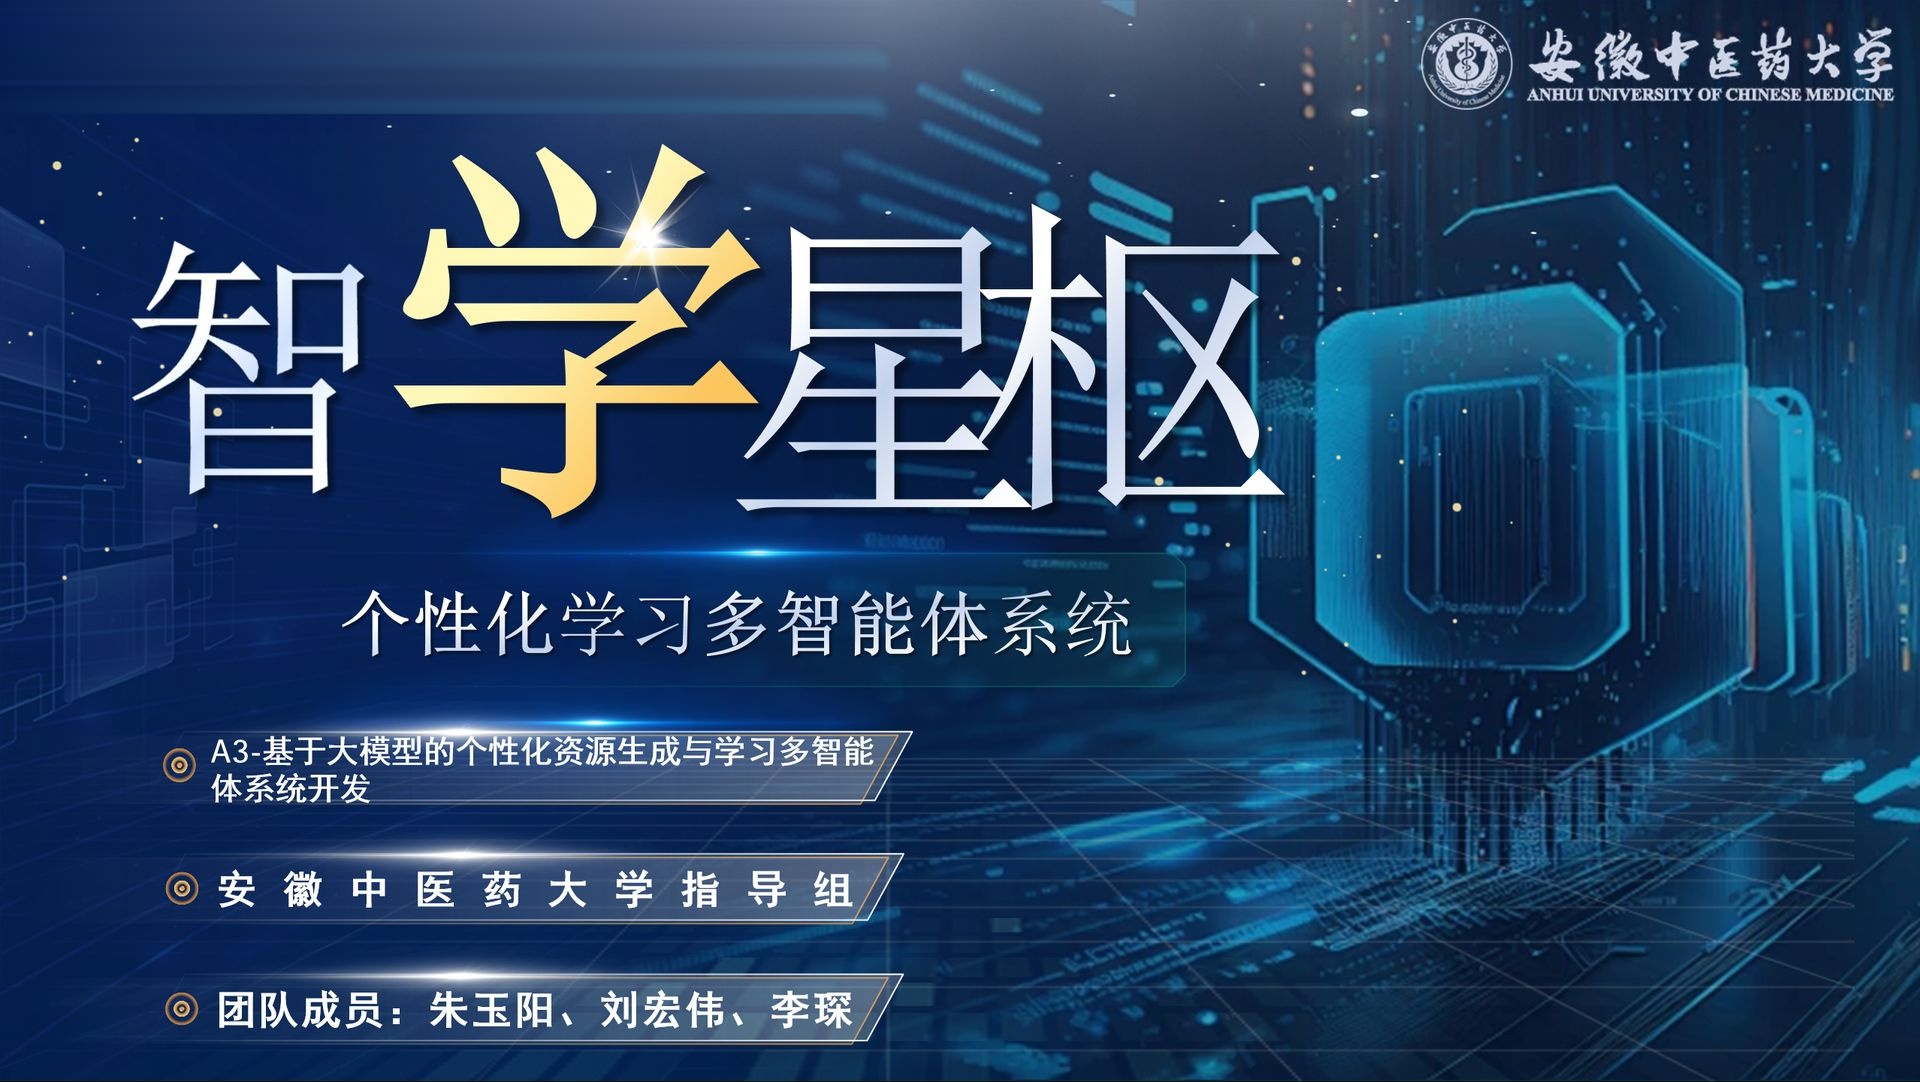 安徽中医药大学
ANHUI UNIVERSITY OF CHINESE MEDICINE
智学星枢
个性化学习多智能体系统
A3-基于大模型的个性化资源生成与学习多智能
体系统开发
安徽中医药大学指导组
团队成员：朱玉阳、刘宏伟、李琛